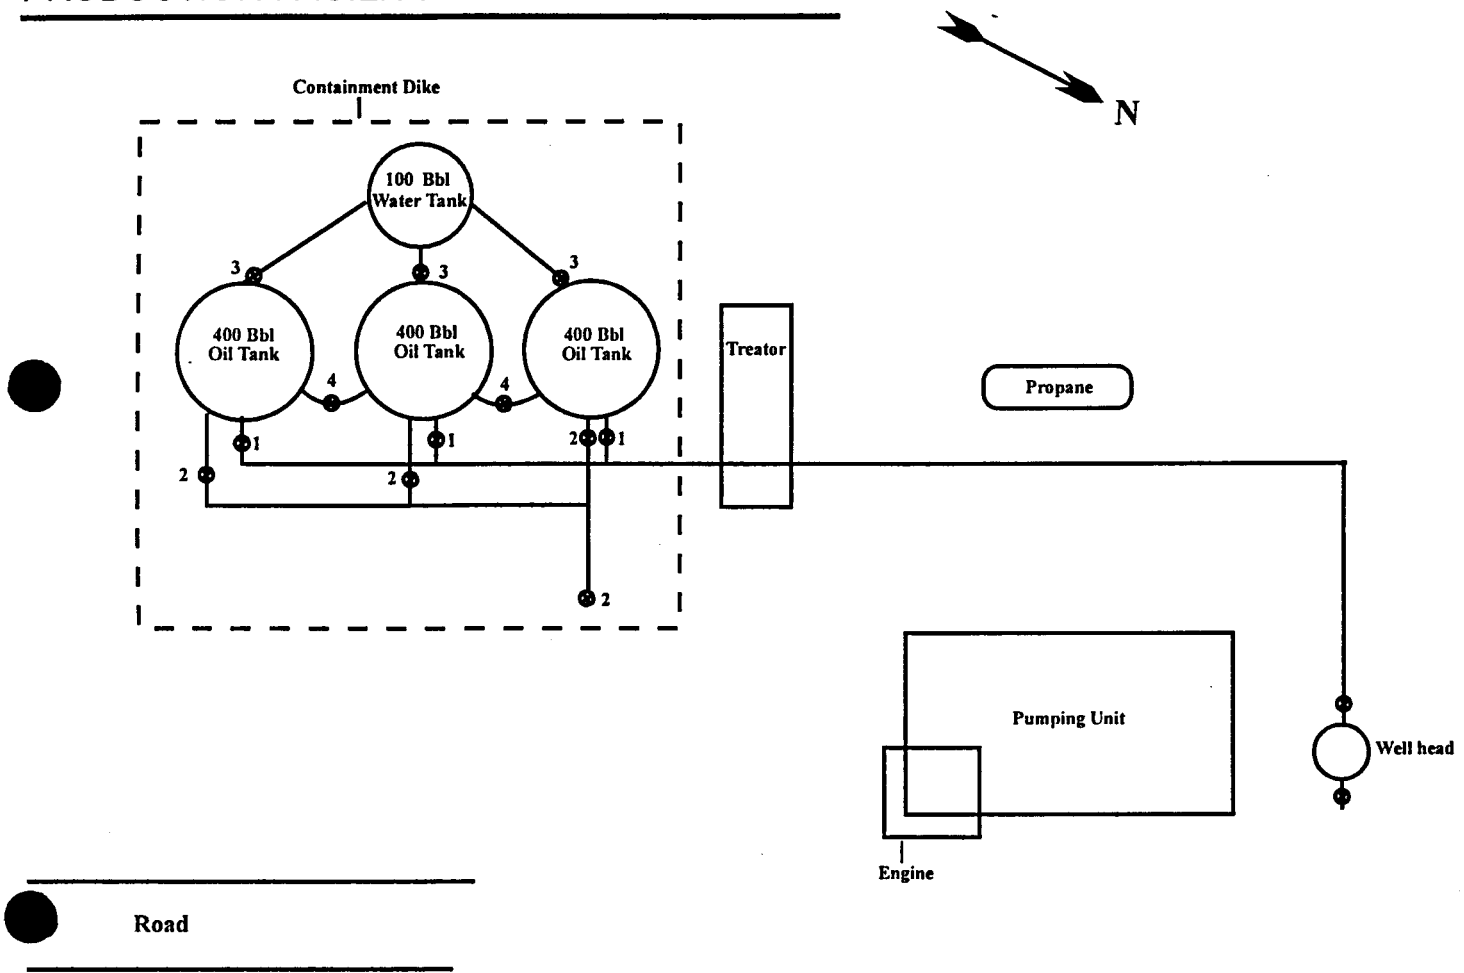 Containment Dike
N
100 Bbl
Water Tank
3
3
3
400 Bbl
Oil Tank
400 Bbl
Oil Tank
400 Bbl
Oil Tank
Treator
Propane
4
4
1
1
2
1
2
2
2
Pumping Unit
Well head
Engine
Road